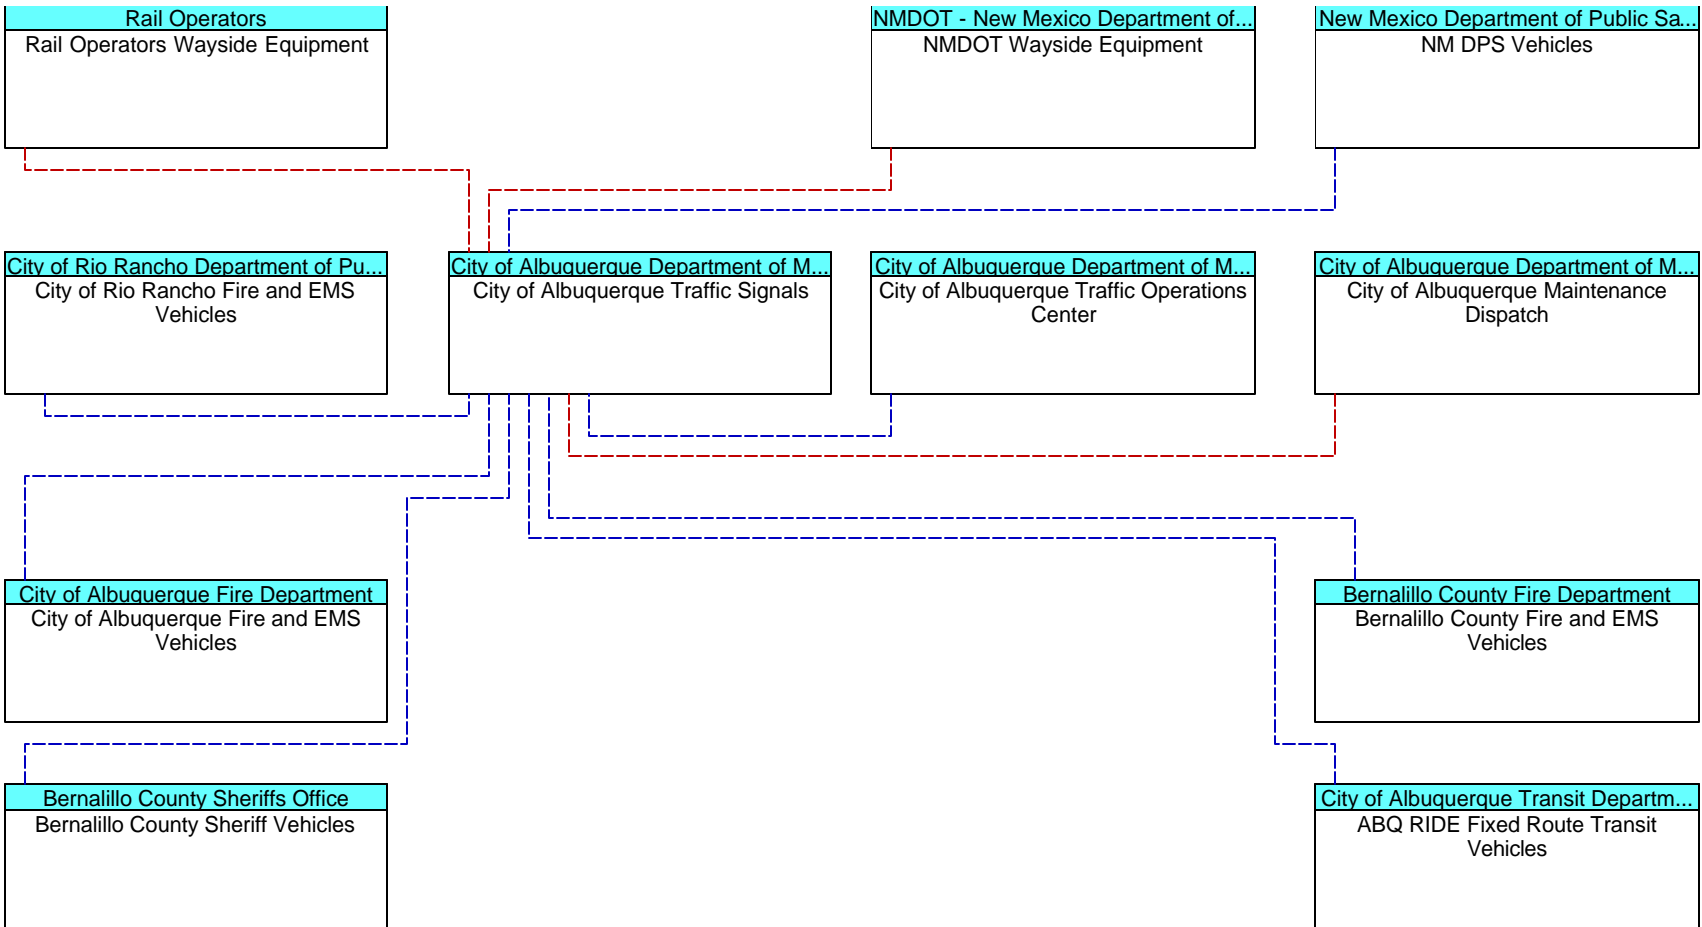 Rail Operators
Rail Operators Wayside Equipment
NMDOT - New Mexico Department of...
NMDOT Wayside Equipment
New Mexico Department of Public Sa...
NM DPS Vehicles
City of Rio Rancho Department of Pu...
City of Rio Rancho Fire and EMS
Vehicles
City of Albuquerque Department of M...
City of Albuquerque Traffic Signals
City of Albuquerque Department of M...
City of Albuquerque Traffic Operations
Center
City of Albuquerque Department of M...
City of Albuquerque Maintenance
Dispatch
City of Albuquerque Fire Department
City of Albuquerque Fire and EMS
Vehicles
Bernalillo County Fire Department
Bernalillo County Fire and EMS
Vehicles
Bernalillo County Sheriffs Office
Bernalillo County Sheriff Vehicles
City of Albuquerque Transit Departm...
ABQ RIDE Fixed Route Transit
Vehicles